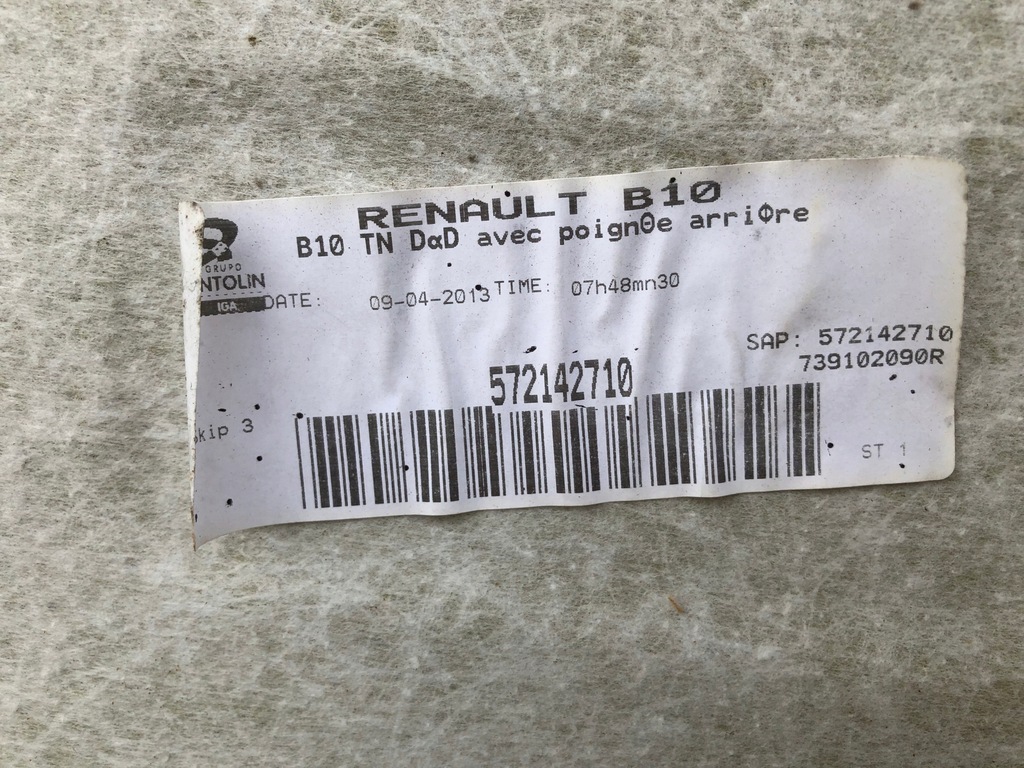 RENAULT B10
B10 TN DαD avec poignΘe arriΦre
GRUPO
NTOLIN
IGA
DATE: 09-04-2013 TIME: 07h48mn30
SAP: 572142710
739102090R
572142710
kip 3
ST 1